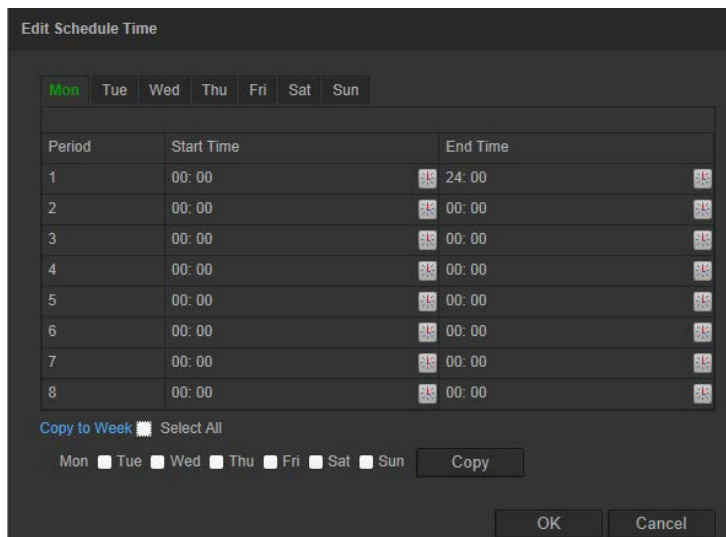 Edit Schedule Time
Mon Tue Wed Thu Fri Sat Sun
Period Start Time End Time
1 00: 00 24: 00
2 00: 00 00: 00
3 00: 00 00: 00
4 00: 00 00: 00
5 00: 00 00: 00
6 00: 00 00: 00
7 00: 00 00: 00
8 00: 00 00: 00
Copy to Week Select All
Mon Tue Wed Thu Fri Sat Sun Copy
OK Cancel